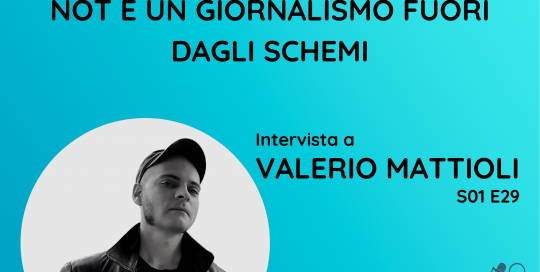 NOT E UN GIORNALISMO FUORI
DAGLI SCHEMI
Intervista a
VALERIO MATTIOLI
S01 E29